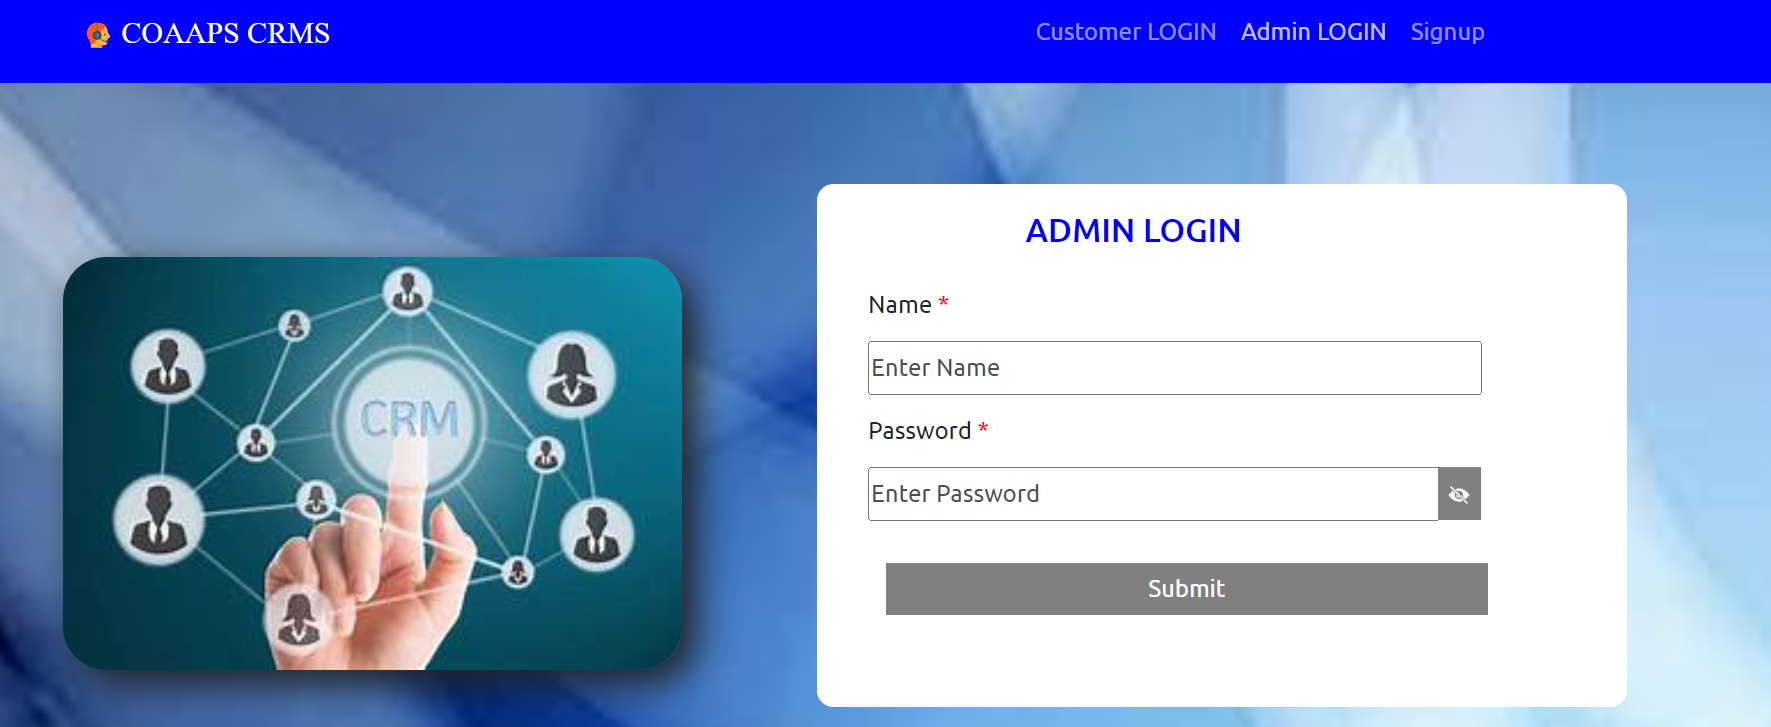 COAAPS CRMS
Customer LOGIN Admin LOGIN Signup
CRM
ADMIN LOGIN
Name *
Enter Name
Password *
Enter Password
Submit